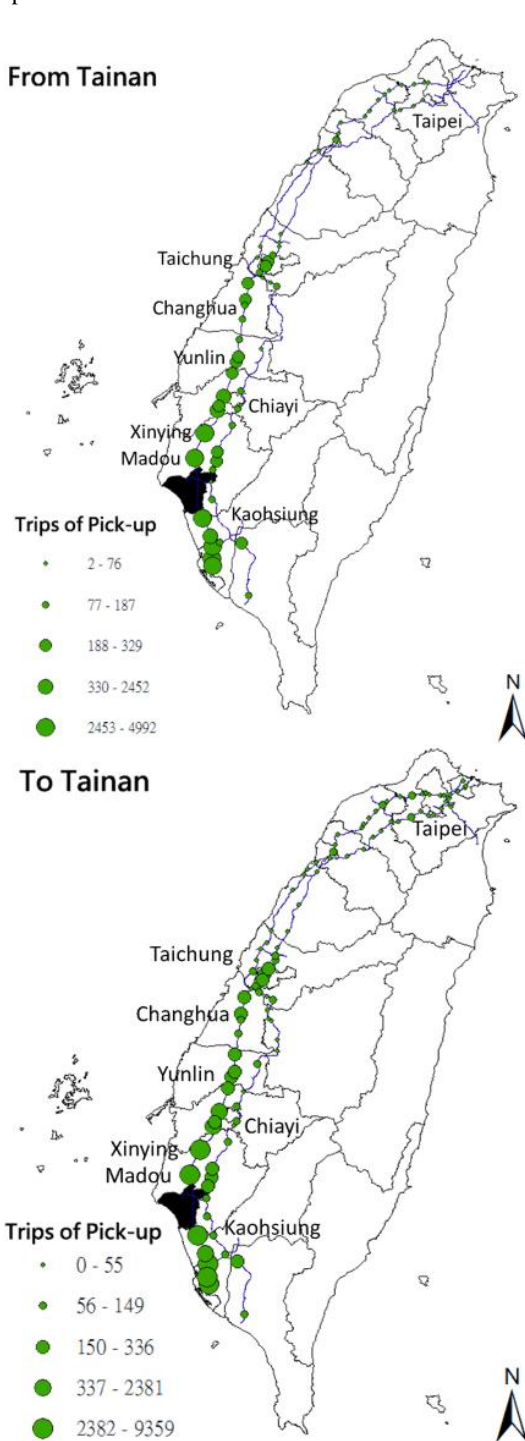 From Tainan
Taipei
Taichung
Changhua
Yunlin
Chiayi
Xinying
Madou
Kaohsiung
Trips of Pick-up
2 - 76
77 - 187
188 - 329
330 - 2452
2453 - 4992
N
To Tainan
Taipei
Taichung
Changhua
Yunlin
Chiayi
Xinying
Madou
Kaohsiung
Trips of Pick-up
0 - 55
56 - 149
150 - 336
337 - 2381
2382 - 9359
N